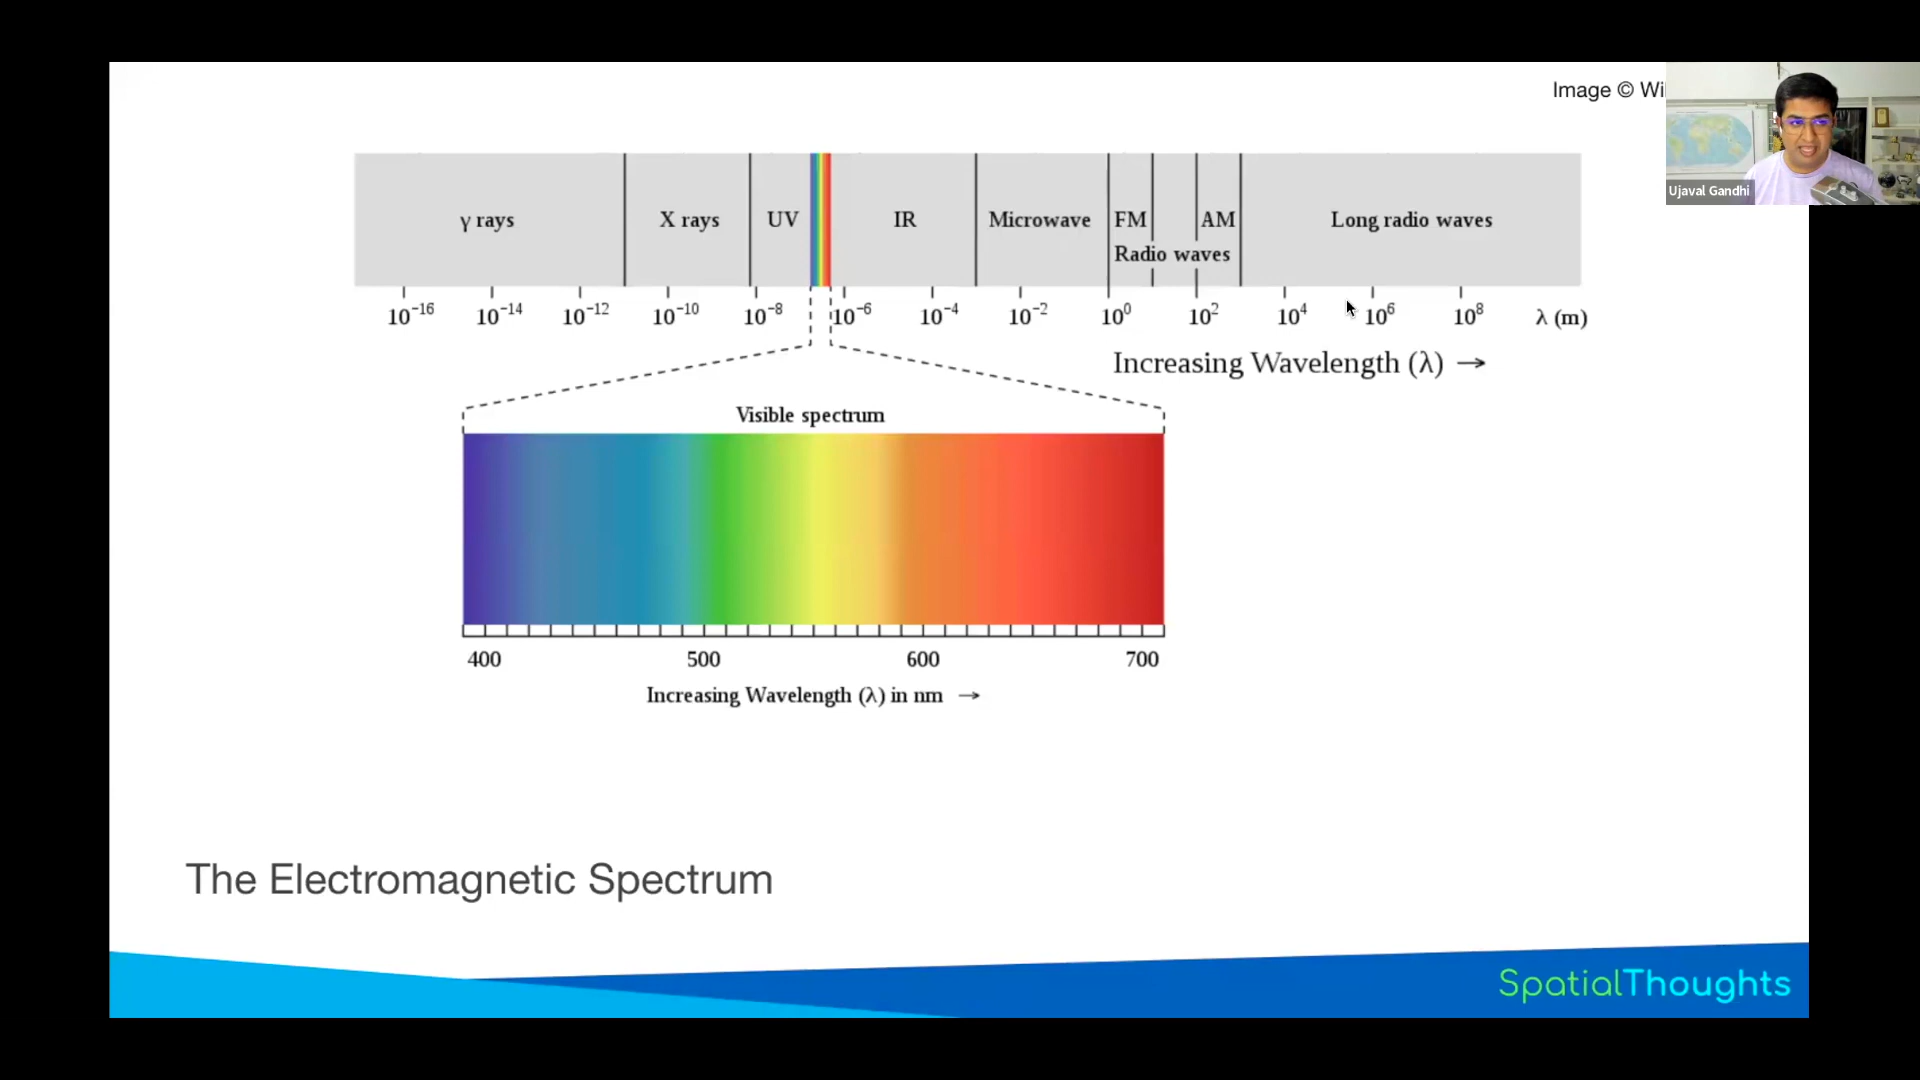 Image © Wi
Ujaval Gandhi
γ rays X rays UV IR Microwave FM AM Long radio waves
Radio waves
10⁻¹⁶ 10⁻¹⁴ 10⁻¹² 10⁻¹⁰ 10⁻⁸ 10⁻⁶ 10⁻⁴ 10⁻² 10⁰ 10² 10⁴ 10⁶ 10⁸ λ (m)
Increasing Wavelength (λ) →
Visible spectrum
400 500 600 700
Increasing Wavelength (λ) in nm →
The Electromagnetic Spectrum
SpatialThoughts